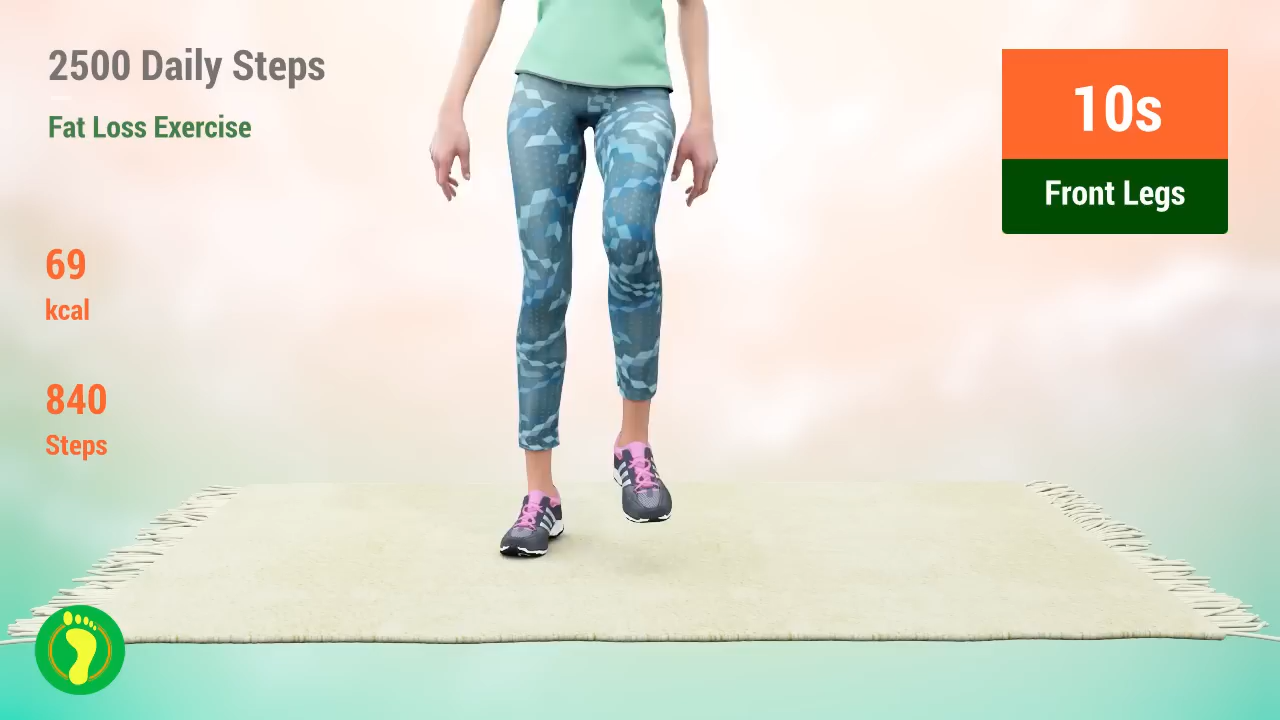 2500 Daily Steps
Fat Loss Exercise
10s
Front Legs
69
kcal
840
Steps